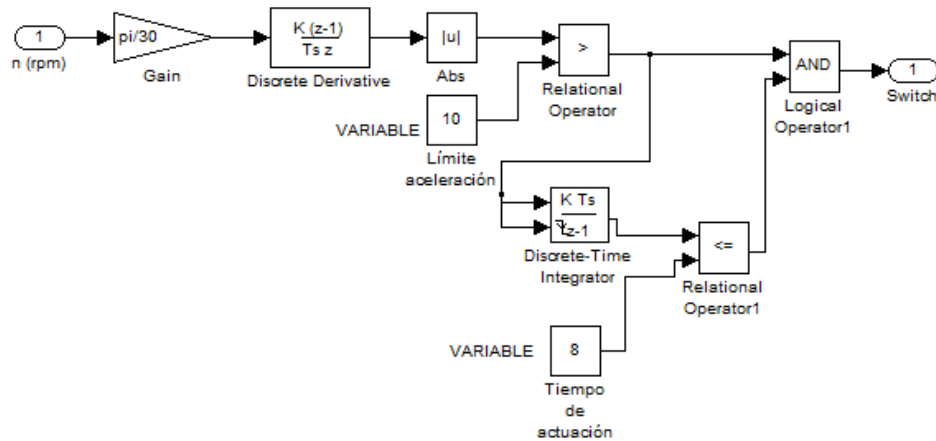 1
n (rpm)
pi/30
Gain
K (z-1)
Ts z
Discrete Derivative
|u|
Abs
>
Relational
Operator
AND
Logical
Operator1
1
Switch
VARIABLE
10
Límite
aceleración
K Ts
z-1
Discrete-Time
Integrator
<=
Relational
Operator1
VARIABLE
8
Tiempo
de
actuación